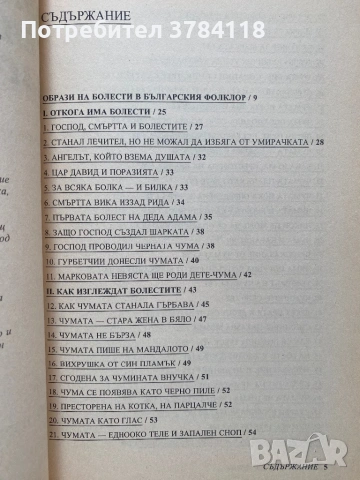 Потребител 3784118
СЪДЪРЖАНИЕ
ОБРАЗИ НА БОЛЕСТИ В БЪЛГАРСКИЯ ФОЛКЛОР / 9
I. ОТКОГА ИМА БОЛЕСТИ / 25
1. ГОСПОД, СМЪРТТА И БОЛЕСТИТЕ / 27
2. СТАНАЛ ЛЕЧИТЕЛ, НО НЕ МОЖАЛ ДА ИЗБЯГА ОТ УМИРАЧКАТА / 28
3. АНГЕЛЪТ, КОЙТО ВЗЕМА ДУШАТА / 32
4. ЦАР ДАВИД И ПОРАЗИЯТА / 33
5. ЗА ВСЯКА БОЛКА — И БИЛКА / 33
6. СМЪРТТА ВИКА ИЗЗАД РИДА / 34
7. ПЪРВАТА БОЛЕСТ НА ДЕДА АДАМА / 35
8. ЗАЩО ГОСПОД СЪЗДАЛ ШАРКАТА / 38
9. ГОСПОД ПРОВОДИЛ ЧЕРНАТА ЧУМА / 38
10. ГУРБЕТЧИИ ДОНЕСЛИ ЧУМАТА / 40
11. МАРКОВАТА НЕВЯСТА ЩЕ РОДИ ДЕТЕ-ЧУМА / 42
II. КАК ИЗГЛЕЖДАТ БОЛЕСТИТЕ / 43
12. КАК ЧУМАТА СТАНАЛА ГЪРБАВА / 45
13. ЧУМАТА — СТАРА ЖЕНА В БЯЛО / 47
14. ЧУМАТА НЕ БЪРЗА / 48
15. ЧУМАТА ПИШЕ НА МАНДАЛОТО / 49
16. ВИХРУШКА ОТ СИН ПЛАМЪК / 49
17. СГОДЕНА ЗА ЧУМИНАТА ВНУЧКА / 51
18. ЧУМА СЕ ПОЯВЯВА КАТО ЧЕРНО ПИЛЕ / 52
19. ПРЕСТОРЕНА НА КОТКА, НА ПАРЦАЛЧЕ / 52
20. ЧУМАТА КАТО ГЛАС / 53
21. ЧУМАТА — ЕДНООКО ТЕЛЕ И ЗАПАЛЕН СНОП / 54
СЪДЪРЖАНИЕ 5
bazar